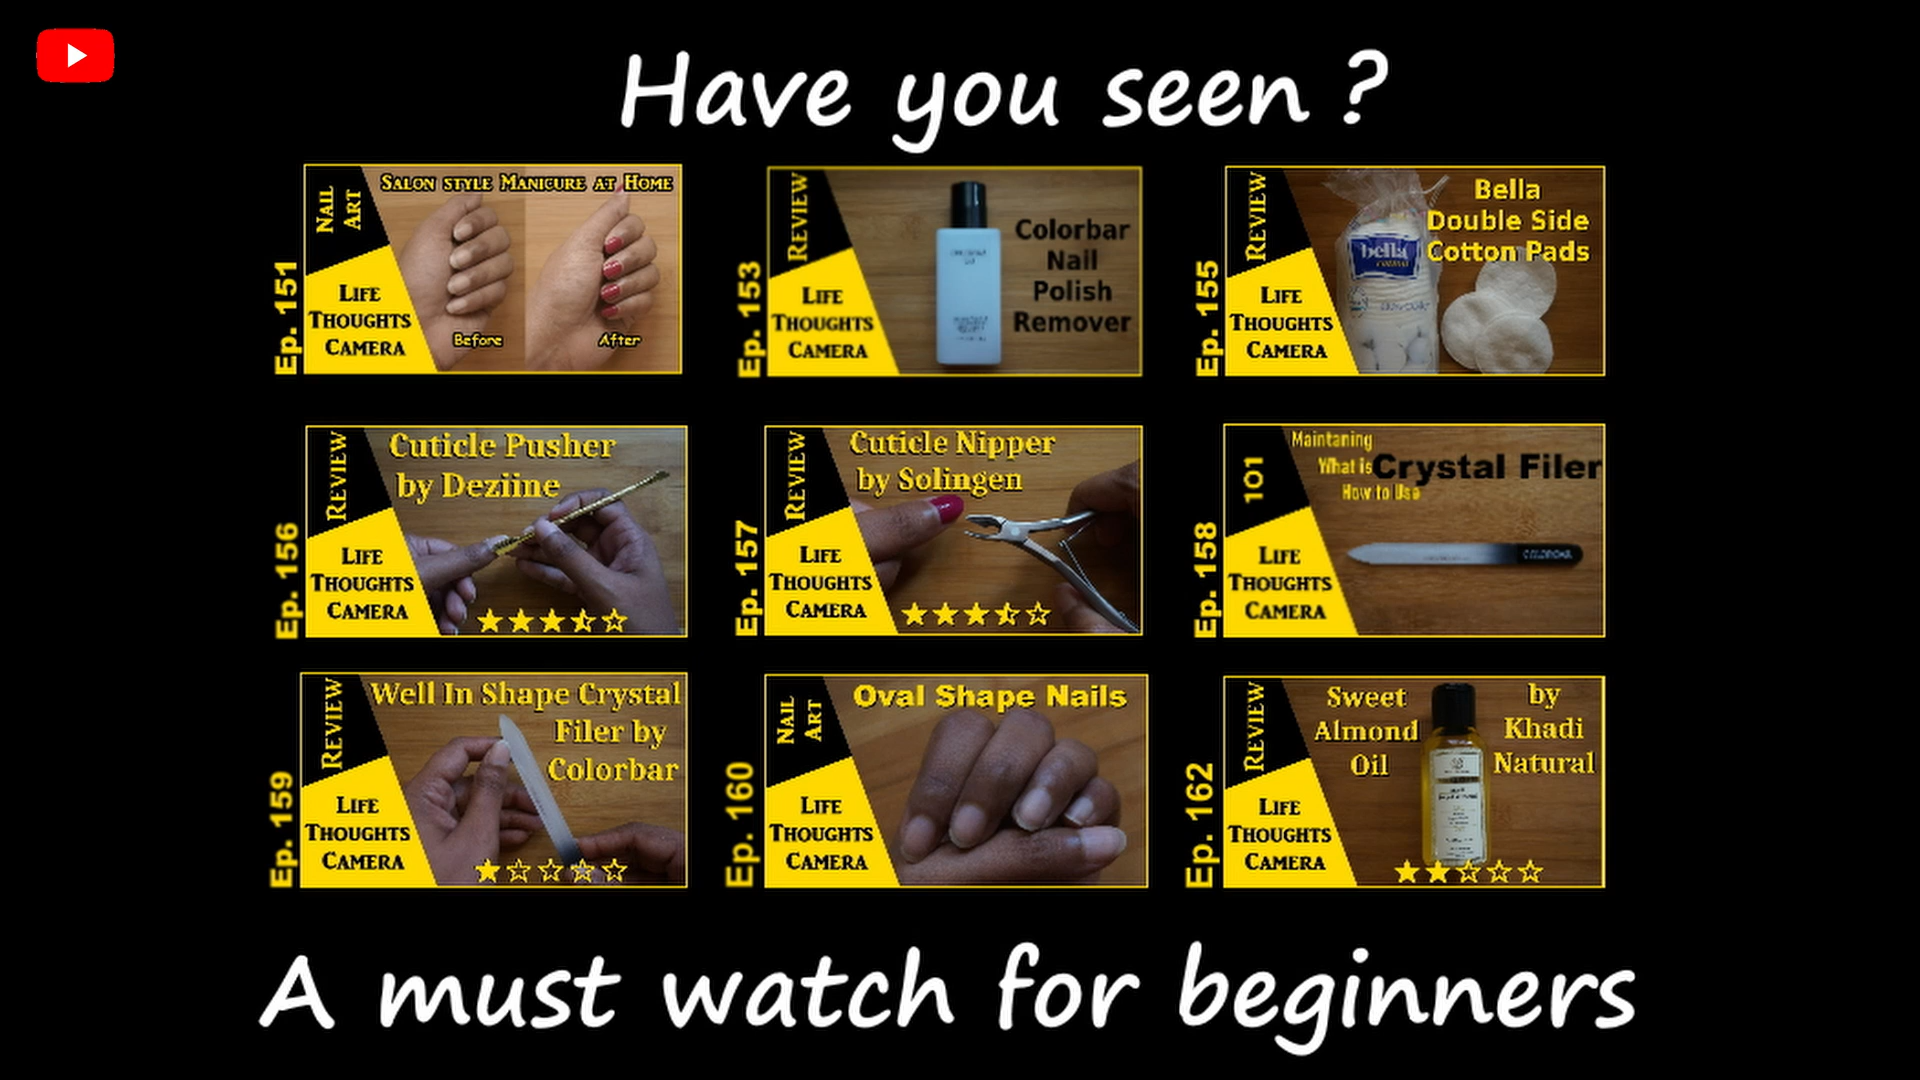 Have you seen ?
Ep. 151
Nail
Art
Salon style Manicure at Home
Life
Thoughts
Camera
Before
After
Ep. 153
Review
Colorbar
Nail
Polish
Remover
Life
Thoughts
Camera
Ep. 155
Review
Bella
Double Side
Cotton Pads
bella
cotton
Life
Thoughts
Camera
Ep. 156
Review
Cuticle Pusher
by Deziine
Life
Thoughts
Camera
Ep. 157
Review
Cuticle Nipper
by Solingen
Life
Thoughts
Camera
Ep. 158
101
Maintaning
What is
How to Use
Crystal Filer
COLORBAR
Life
Thoughts
Camera
Ep. 159
Review
Well In Shape Crystal
Filer by
Colorbar
Life
Thoughts
Camera
Ep. 160
Nail
Art
Oval Shape Nails
Life
Thoughts
Camera
Ep. 162
Review
Sweet
Almond
Oil
by
Khadi
Natural
Life
Thoughts
Camera
A must watch for beginners